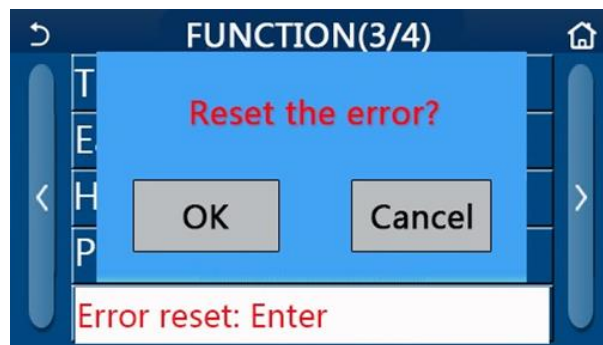 FUNCTION(3/4)
Reset the error?
OK Cancel
Error reset: Enter